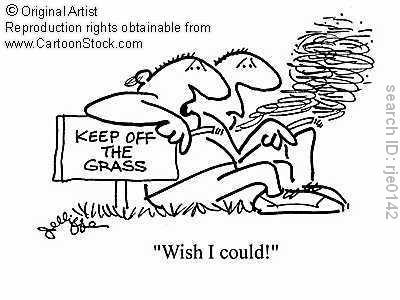 © Original Artist
Reproduction rights obtainable from
www.CartoonStock.com
KEEP OFF
THE
GRASS
search ID: rje0142
"Wish I could!"